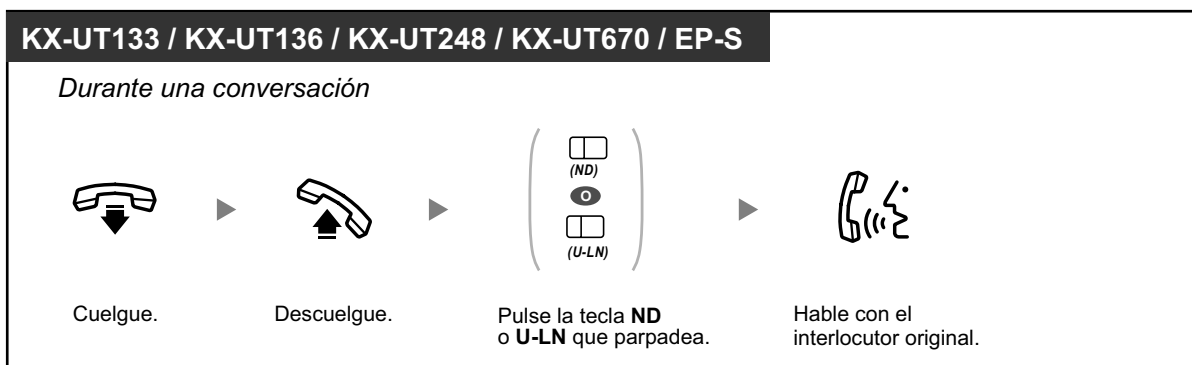 KX-UT133 / KX-UT136 / KX-UT248 / KX-UT670 / EP-S
Durante una conversación
(ND)
O
(U-LN)
Cuelgue.
Descuelgue.
Pulse la tecla ND
o U-LN que parpadea.
Hable con el
interlocutor original.